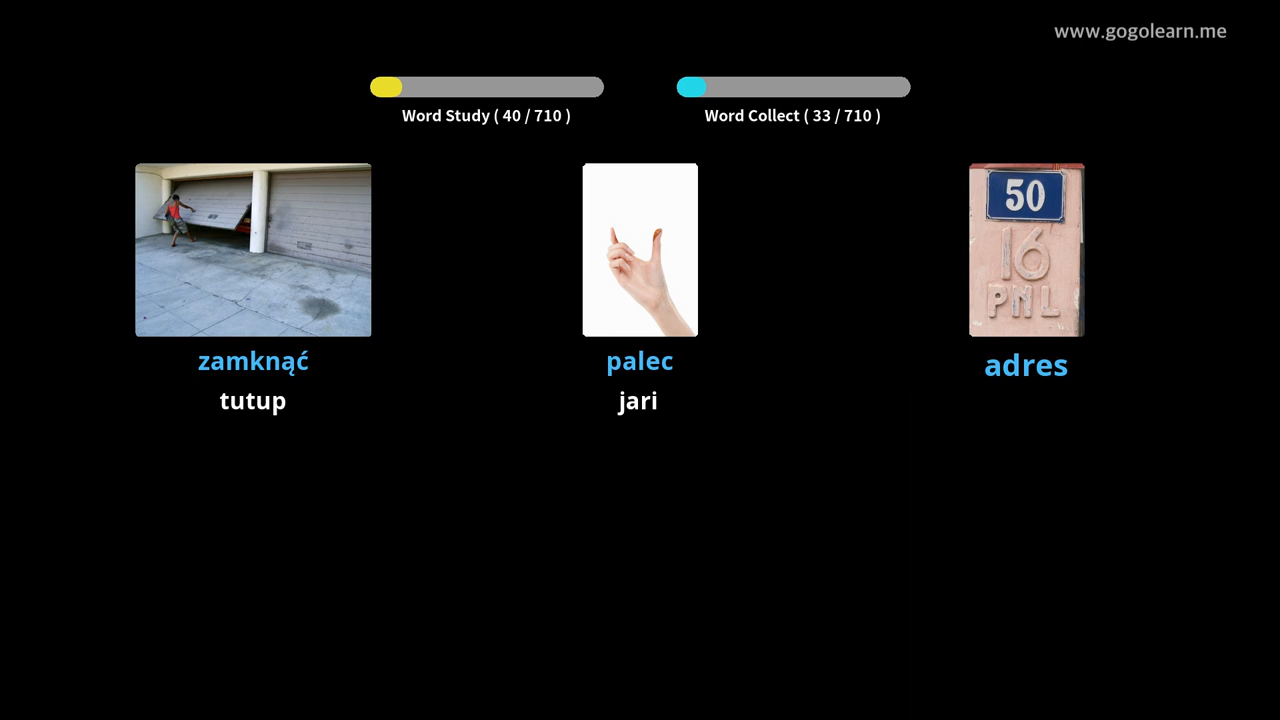 www.gogolearn.me
Word Study ( 40 / 710 )
Word Collect ( 33 / 710 )
50
16
PNL
zamknąć
palec
adres
tutup
jari